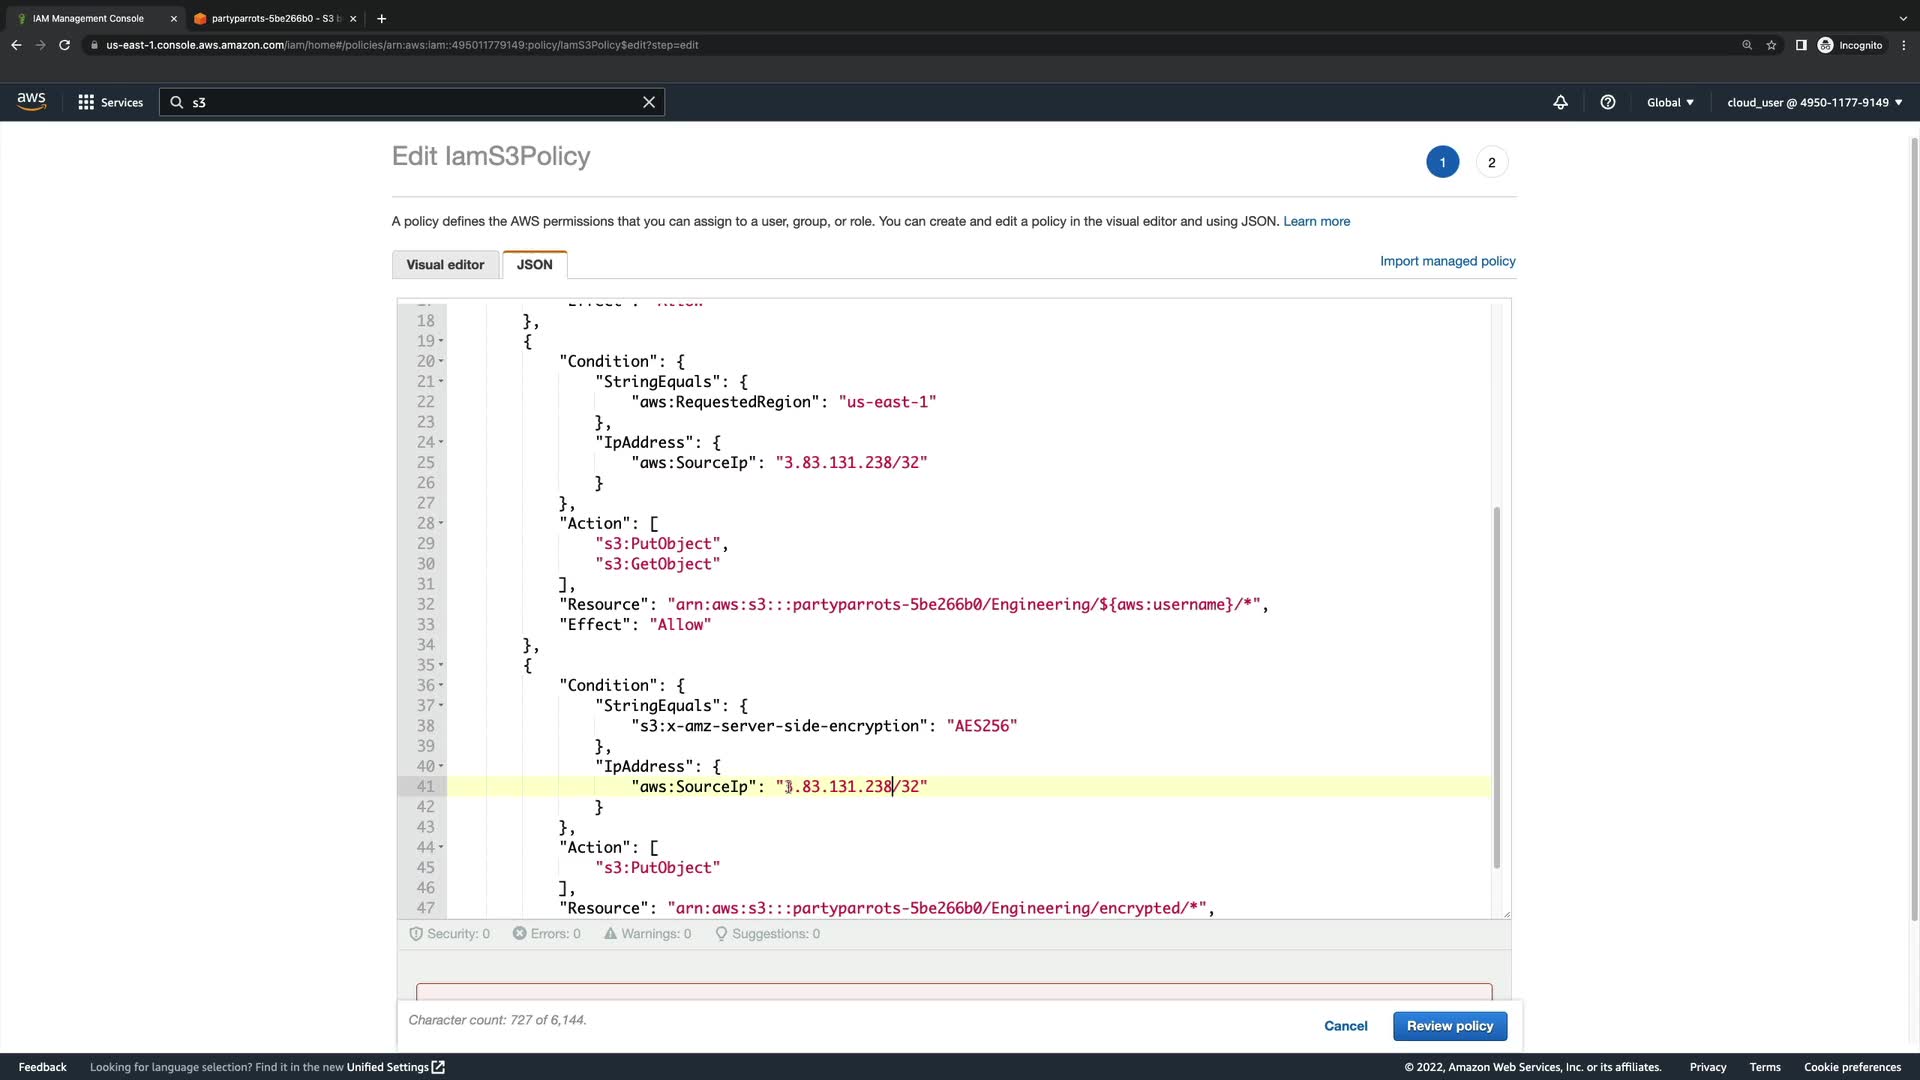 IAM Management Console
partyparrots-5be266b0 - S3 b
us-east-1.console.aws.amazon.com/iam/home#/policies/arn:aws:iam::495011779149:policy/IamS3Policy$edit?step=edit
Incognito
aws
Services
s3
Global
cloud_user @ 4950-1177-9149
Edit IamS3Policy
1
2
A policy defines the AWS permissions that you can assign to a user, group, or role. You can create and edit a policy in the visual editor and using JSON. Learn more
Visual editor
JSON
Import managed policy
18 },
19 {
20 "Condition": {
21 "StringEquals": {
22 "aws:RequestedRegion": "us-east-1"
23 },
24 "IpAddress": {
25 "aws:SourceIp": "3.83.131.238/32"
26 }
27 },
28 "Action": [
29 "s3:PutObject",
30 "s3:GetObject"
31 ],
32 "Resource": "arn:aws:s3:::partyparrots-5be266b0/Engineering/${aws:username}/*",
33 "Effect": "Allow"
34 },
35 {
36 "Condition": {
37 "StringEquals": {
38 "s3:x-amz-server-side-encryption": "AES256"
39 },
40 "IpAddress": {
41 "aws:SourceIp": "3.83.131.238/32"
42 }
43 },
44 "Action": [
45 "s3:PutObject"
46 ],
47 "Resource": "arn:aws:s3:::partyparrots-5be266b0/Engineering/encrypted/*",
Security: 0 Errors: 0 Warnings: 0 Suggestions: 0
Character count: 727 of 6,144.
Cancel
Review policy
Feedback
Looking for language selection? Find it in the new Unified Settings
© 2022, Amazon Web Services, Inc. or its affiliates.
Privacy
Terms
Cookie preferences